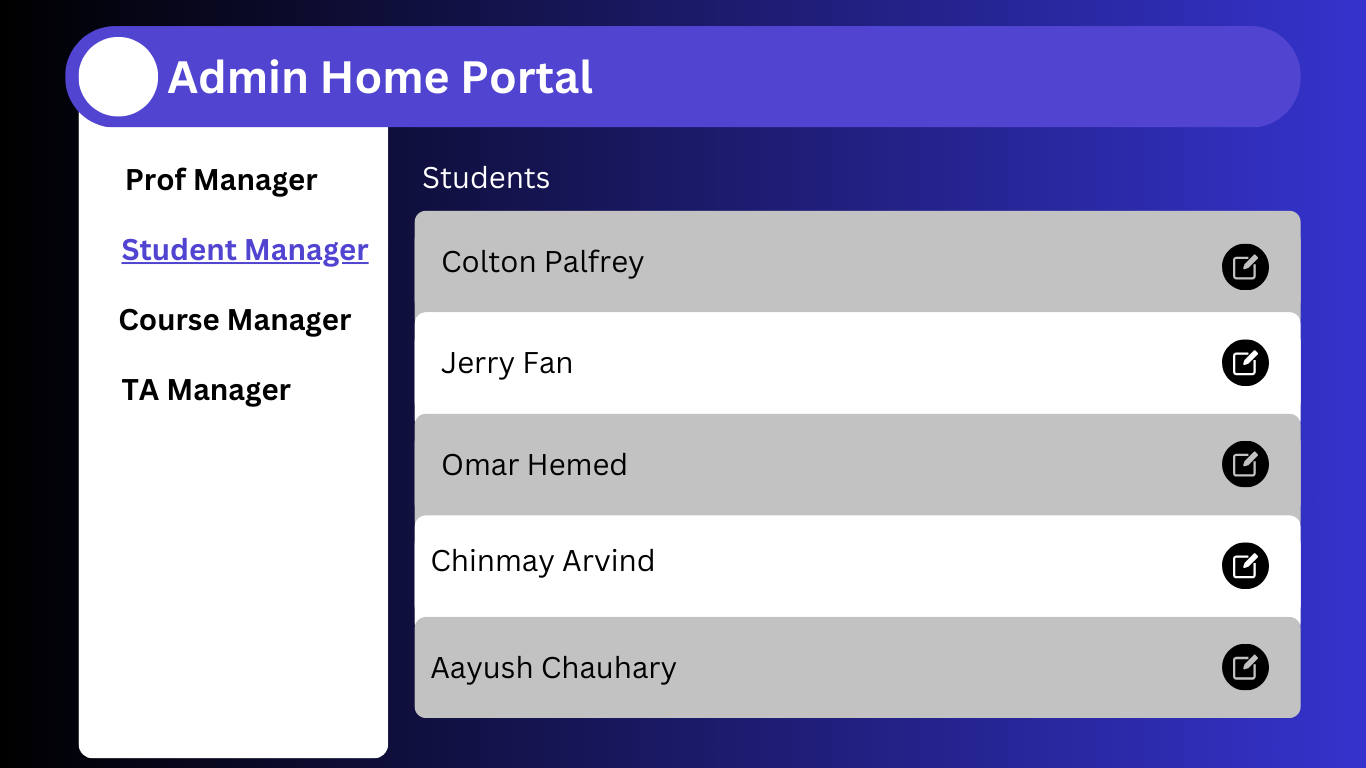 Admin Home Portal
Prof Manager
Student Manager
Course Manager
TA Manager
Students
Colton Palfrey
Jerry Fan
Omar Hemed
Chinmay Arvind
Aayush Chauhary